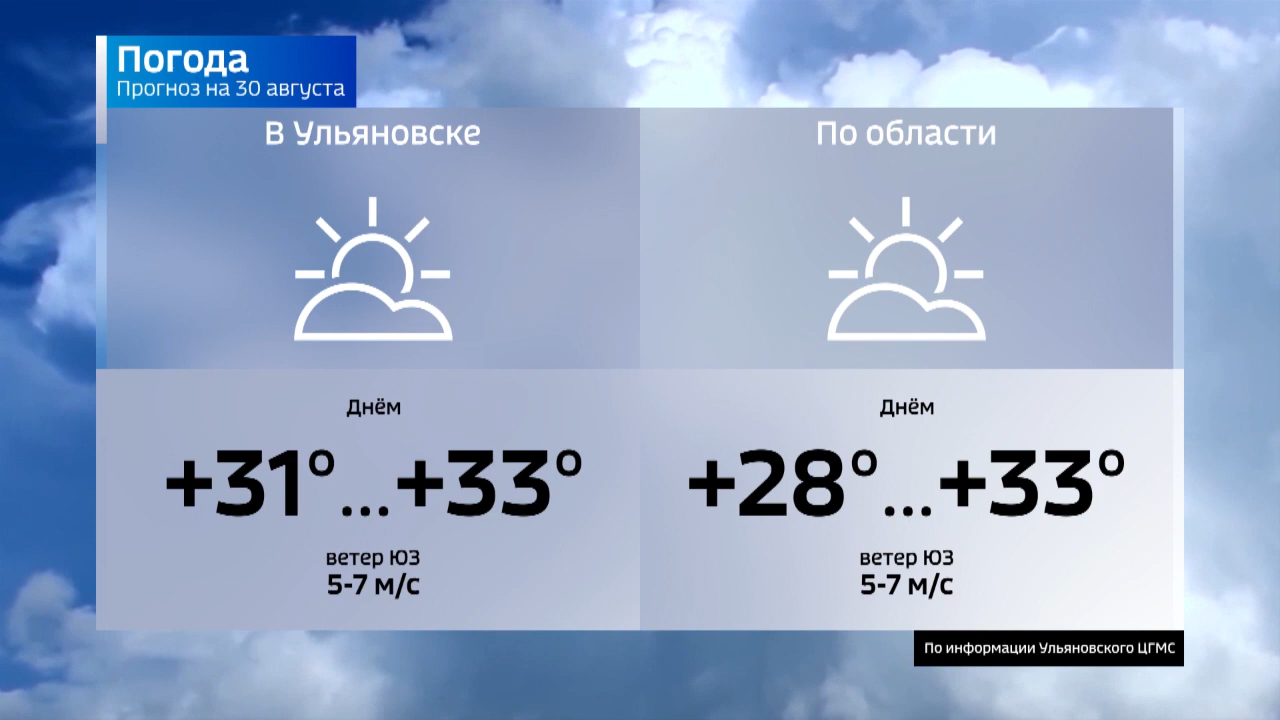 Погода
Прогноз на 30 августа
В Ульяновске
По области
Днём
+31°...+33°
ветер ЮЗ
5-7 м/с
Днём
+28°...+33°
ветер ЮЗ
5-7 м/с
По информации Ульяновского ЦГМС